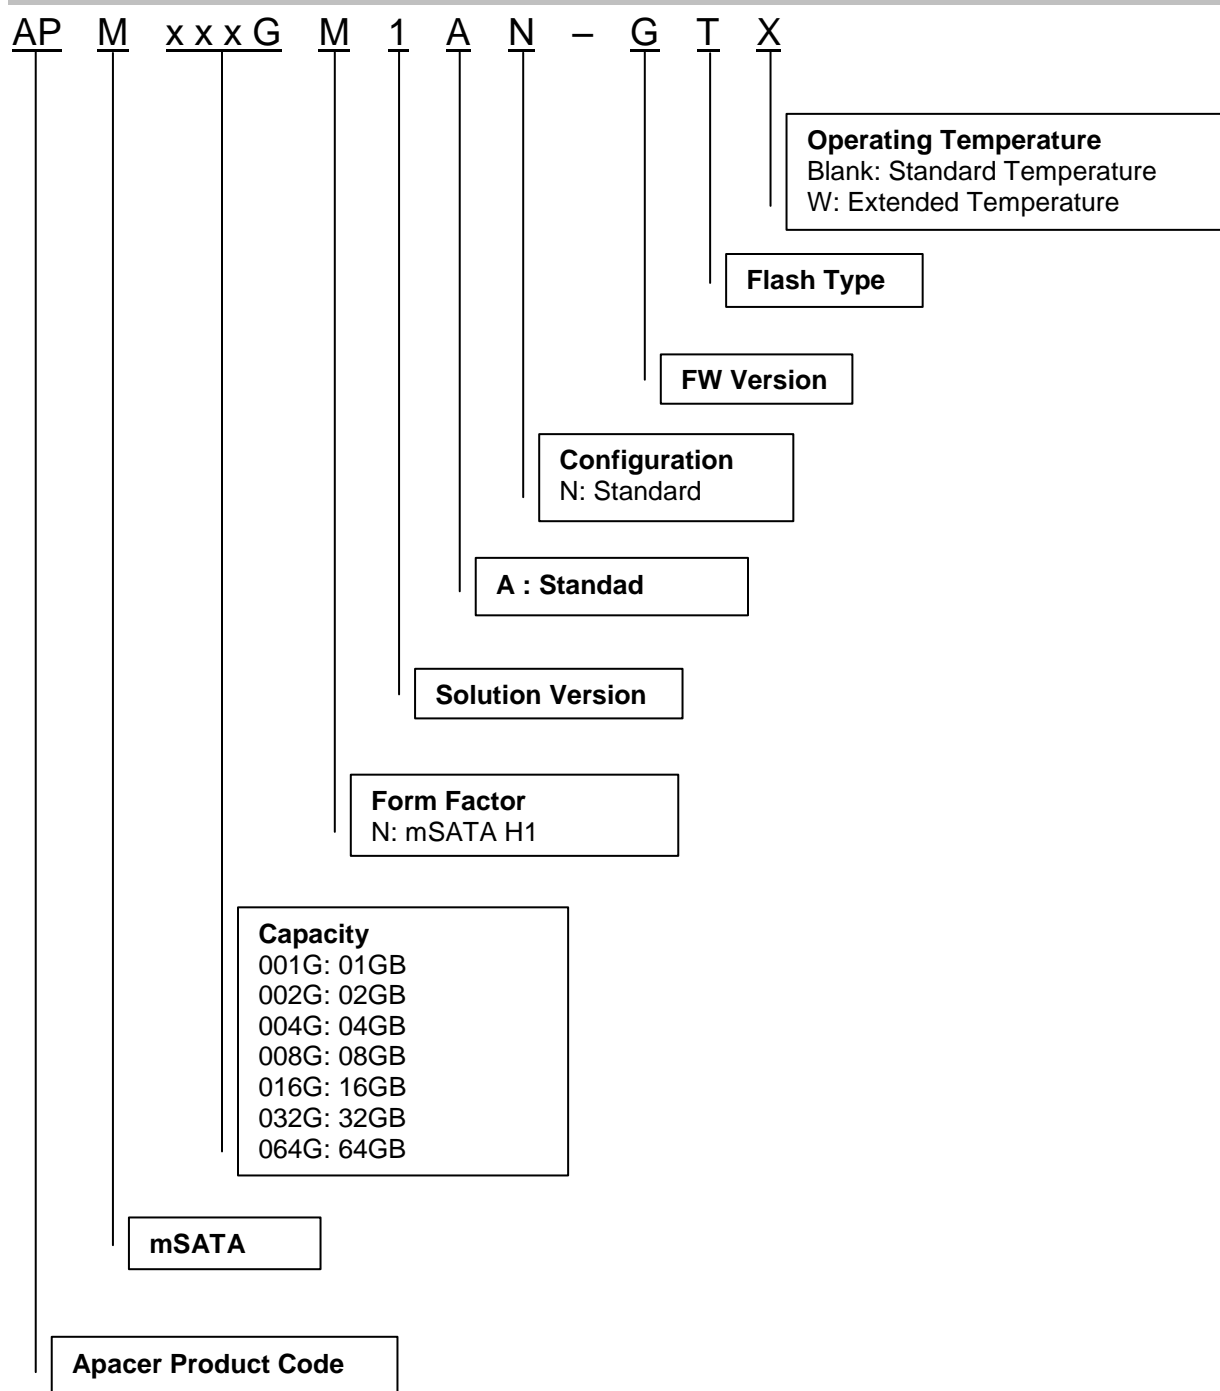 AP M x x x G M 1 A N – G T X
Operating Temperature
Blank: Standard Temperature
W: Extended Temperature
Flash Type
FW Version
Configuration
N: Standard
A : Standad
Solution Version
Form Factor
N: mSATA H1
Capacity
001G: 01GB
002G: 02GB
004G: 04GB
008G: 08GB
016G: 16GB
032G: 32GB
064G: 64GB
mSATA
Apacer Product Code